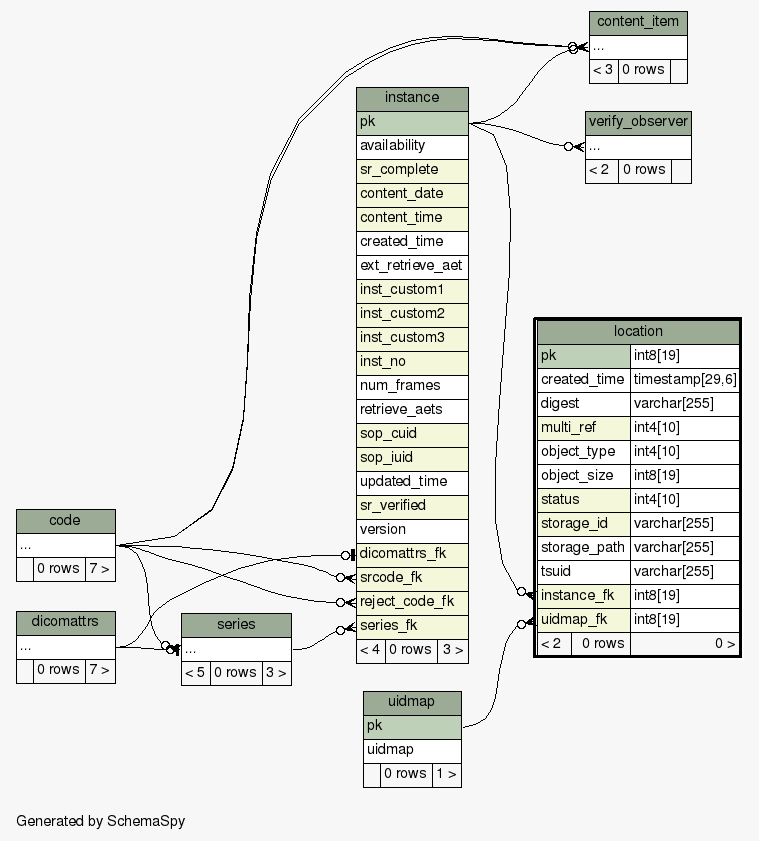 content_item
...
< 3 0 rows
instance
pk
availability
sr_complete
content_date
content_time
created_time
ext_retrieve_aet
inst_custom1
inst_custom2
inst_custom3
inst_no
num_frames
retrieve_aets
sop_cuid
sop_iuid
updated_time
sr_verified
version
dicomattrs_fk
srcode_fk
reject_code_fk
series_fk
< 4 0 rows 3 >
verify_observer
...
< 2 0 rows
location
pk int8[19]
created_time timestamp[29,6]
digest varchar[255]
multi_ref int4[10]
object_type int4[10]
object_size int8[19]
status int4[10]
storage_id varchar[255]
storage_path varchar[255]
tsuid varchar[255]
instance_fk int8[19]
uidmap_fk int8[19]
< 2 0 rows 0 >
code
...
0 rows 7 >
dicomattrs
...
0 rows 7 >
series
...
< 5 0 rows 3 >
uidmap
pk
uidmap
0 rows 1 >
Generated by SchemaSpy